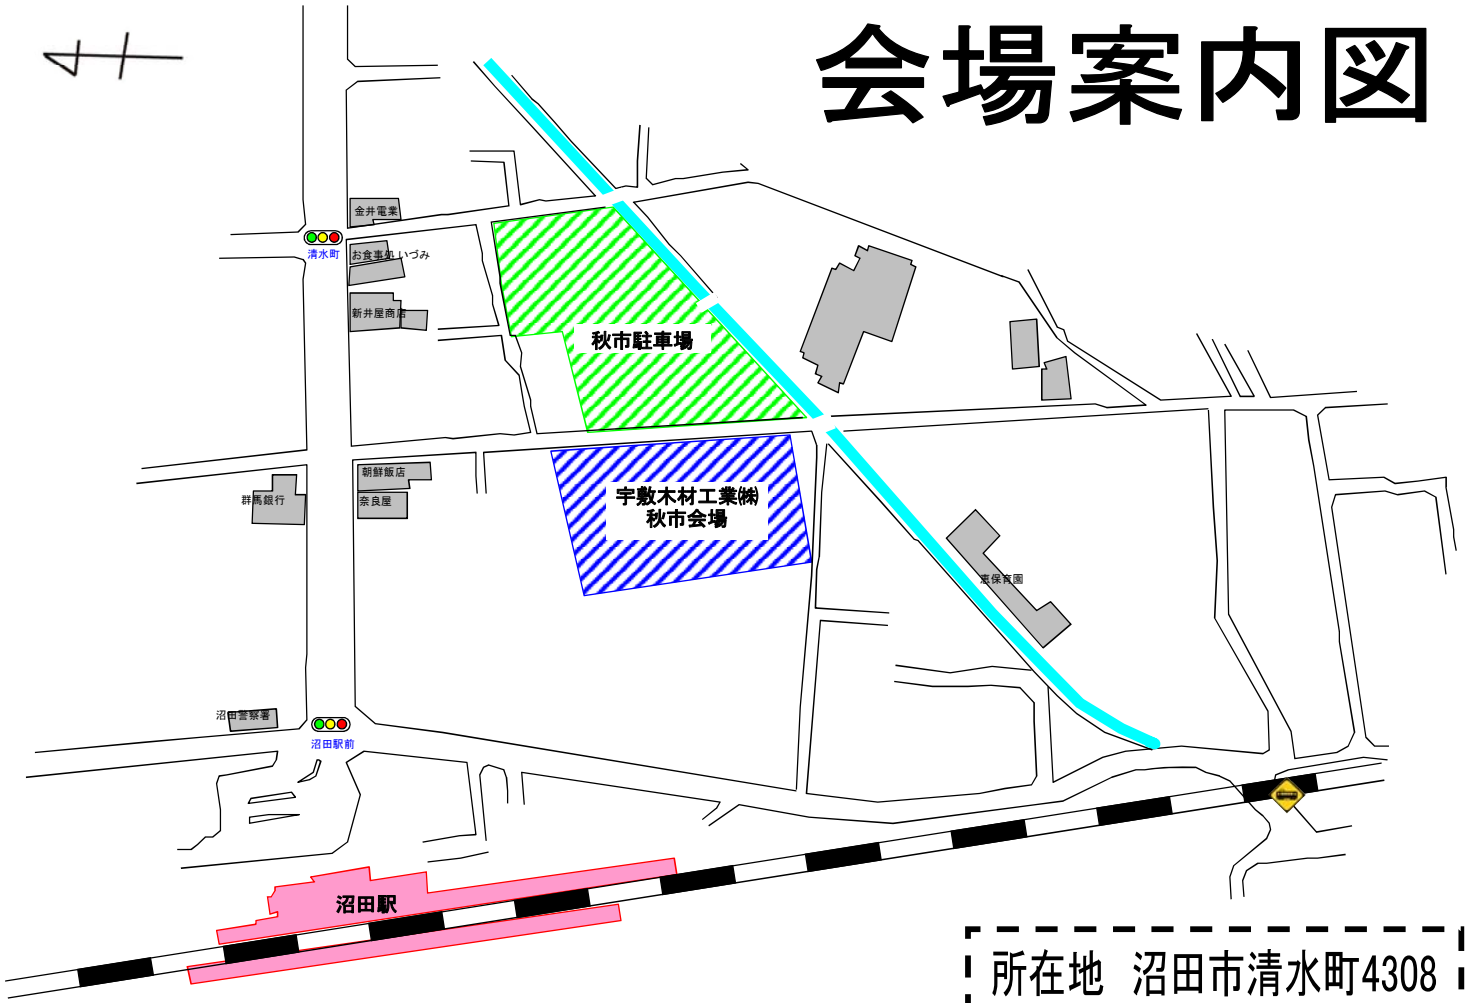 会場案内図
金井電業
清水町
お食事処 いづみ
新井屋商店
秋市駐車場
朝鮮飯店
群馬銀行
奈良屋
宇敷木材工業㈱
秋市会場
恵保育園
沼田警察署
沼田駅前
沼田駅
所在地 沼田市清水町4308